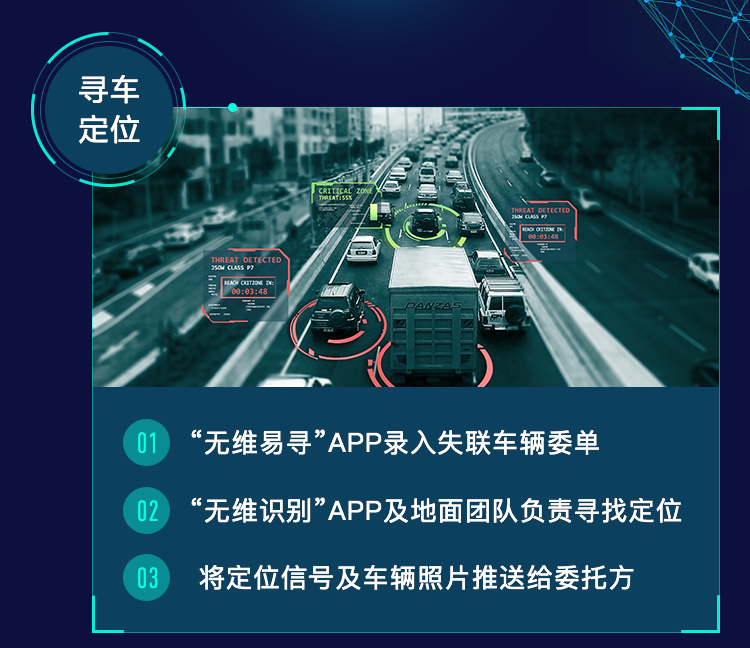 寻车
定位
CRITICAL ZONE
THREAT:55%
THREAT DETECTED
JSOW CLASS P7
REACH CRITZONE IN:
00:03:48
THREAT DETECTED
JSOW CLASS P7
REACH CRITZONE IN:
00:03:48
DANZAS
01 “无维易寻”APP录入失联车辆委单
02 “无维识别”APP及地面团队负责寻找定位
03 将定位信号及车辆照片推送给委托方